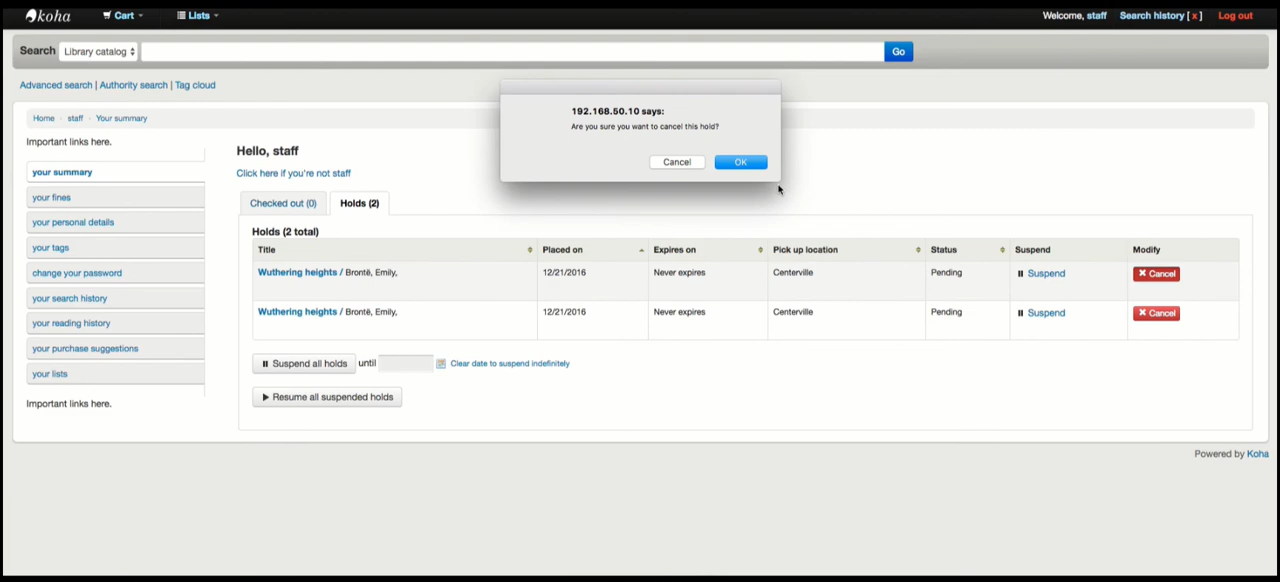 koha Cart Lists Welcome, staff Search history [x] Log out
Search Library catalog Go
Advanced search | Authority search | Tag cloud
192.168.50.10 says:
Are you sure you want to cancel this hold?
Cancel OK
Home staff Your summary
Important links here.
your summary
your fines
your personal details
your tags
change your password
your search history
your reading history
your purchase suggestions
your lists
Important links here.
Hello, staff
Click here if you're not staff
Checked out (0) Holds (2)
Holds (2 total)
Title Placed on Expires on Pick up location Status Suspend Modify
Wuthering heights / Brontë, Emily, 12/21/2016 Never expires Centerville Pending Suspend Cancel
Wuthering heights / Brontë, Emily, 12/21/2016 Never expires Centerville Pending Suspend Cancel
Suspend all holds until Clear date to suspend indefinitely
Resume all suspended holds
Powered by Koha